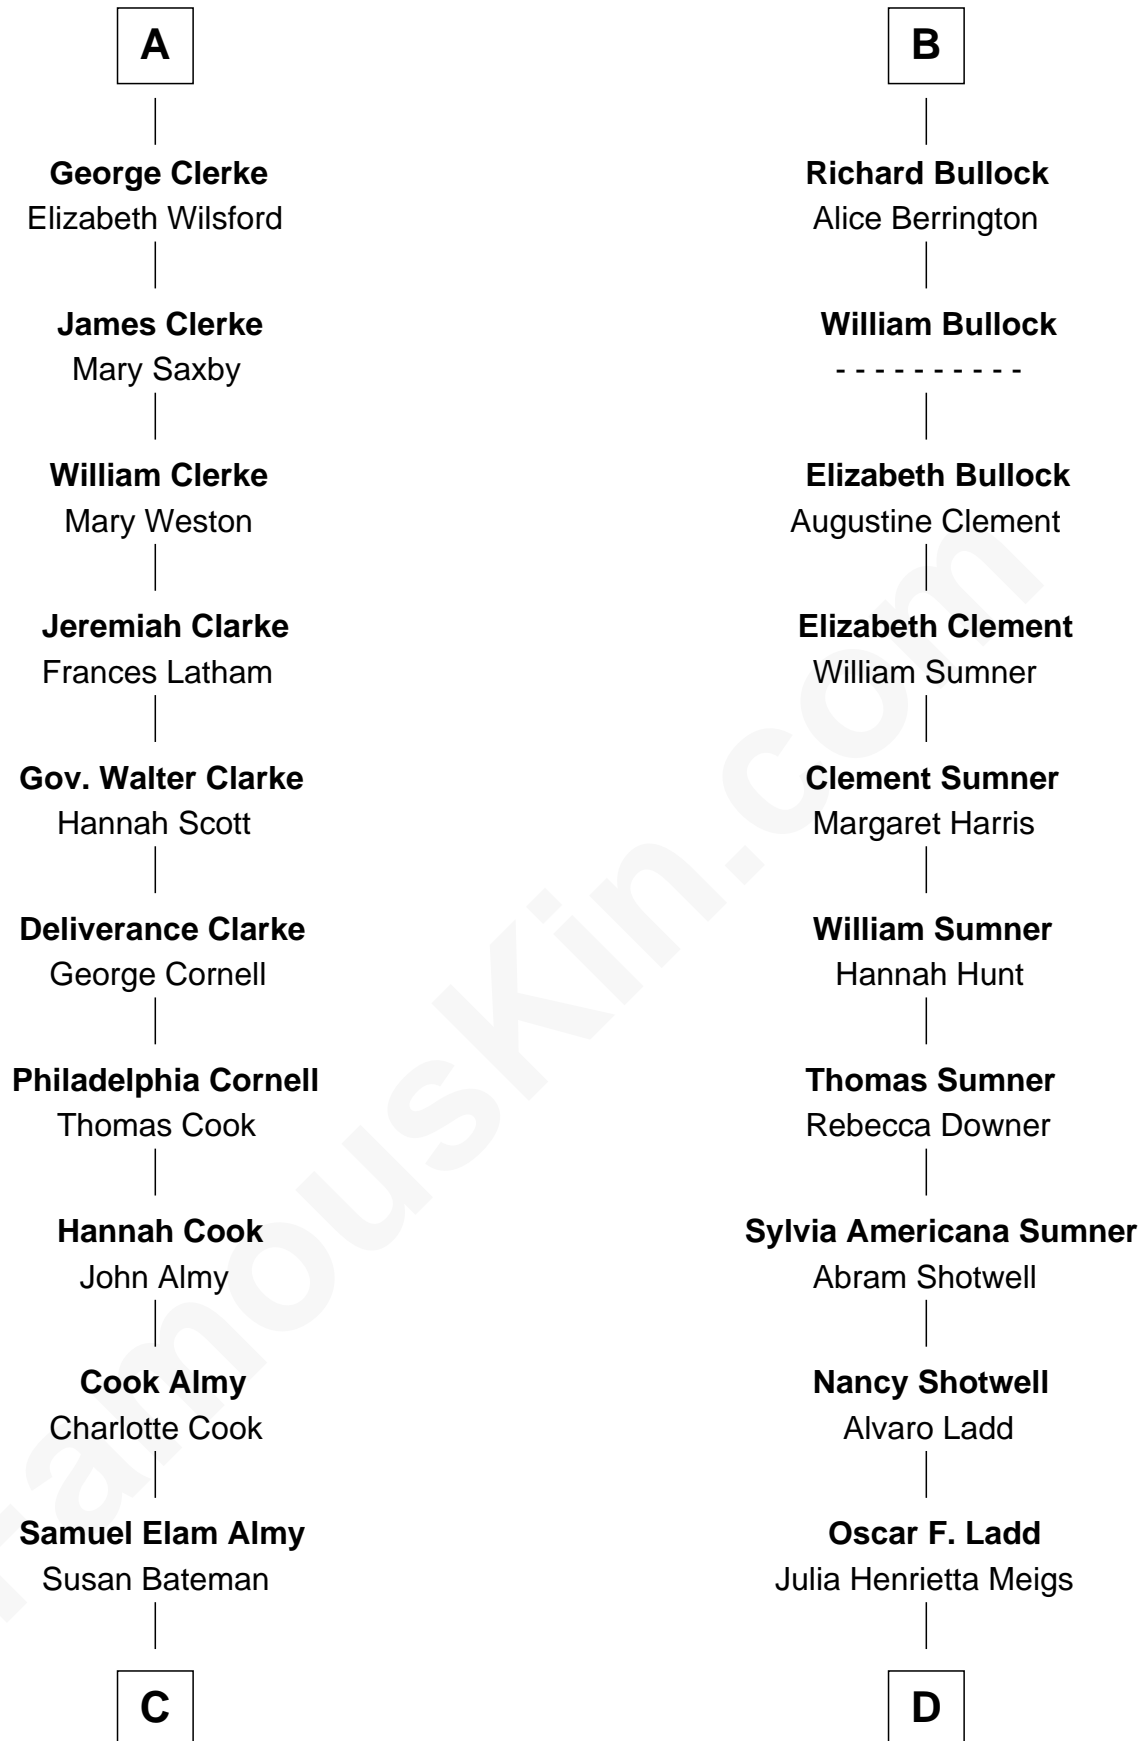 A
George Clerke
Elizabeth Wilsford
James Clerke
Mary Saxby
William Clerke
Mary Weston
Jeremiah Clarke
Frances Latham
Gov. Walter Clarke
Hannah Scott
Deliverance Clarke
George Cornell
Philadelphia Cornell
Thomas Cook
Hannah Cook
John Almy
Cook Almy
Charlotte Cook
Samuel Elam Almy
Susan Bateman
C
B
Richard Bullock
Alice Berrington
William Bullock
- - - - - - - - - -
Elizabeth Bullock
Augustine Clement
Elizabeth Clement
William Sumner
Clement Sumner
Margaret Harris
William Sumner
Hannah Hunt
Thomas Sumner
Rebecca Downer
Sylvia Americana Sumner
Abram Shotwell
Nancy Shotwell
Alvaro Ladd
Oscar F. Ladd
Julia Henrietta Meigs
D
FamousKin.com